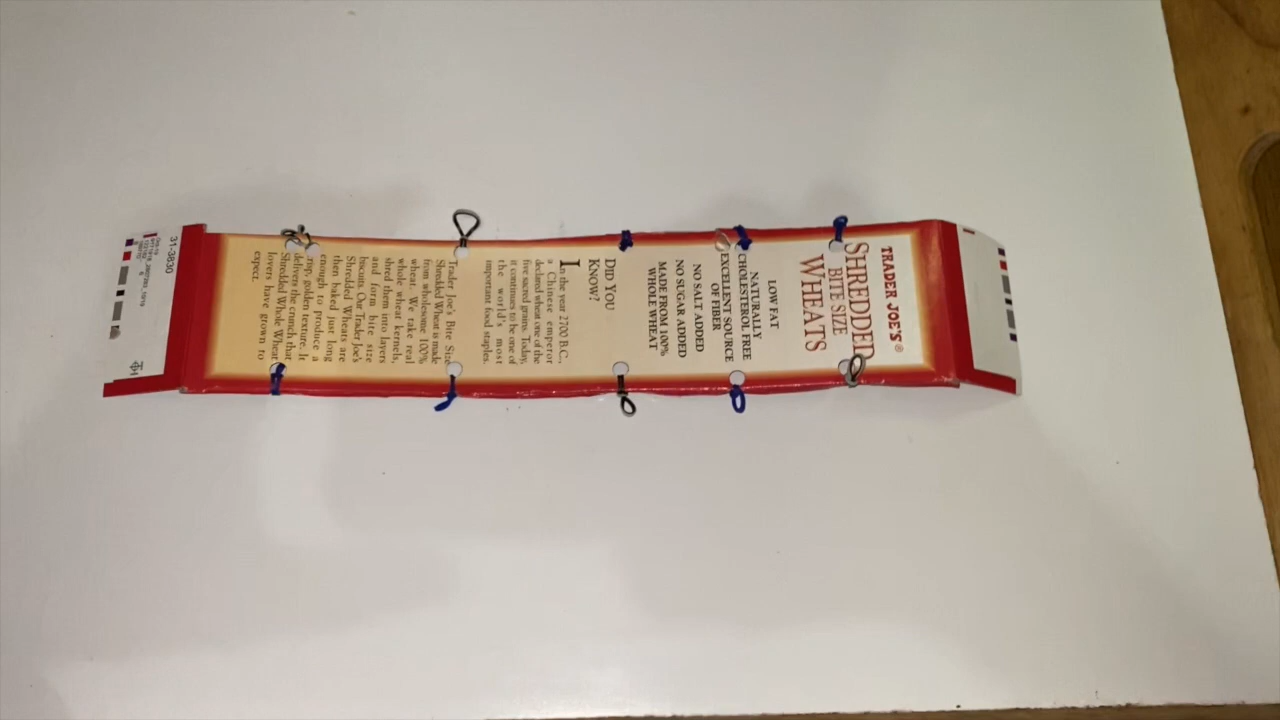 TRADER JOE'S®
SHREDDED
BITE SIZE
WHEATS
LOW FAT
NATURALLY
CHOLESTEROL FREE
EXCELLENT SOURCE
OF FIBER
NO SALT ADDED
NO SUGAR ADDED
MADE FROM 100%
WHOLE WHEAT
DID YOU
KNOW?
In the year 2700 B.C.,
a Chinese emperor
declared wheat one of the
five sacred grains. Today,
it continues to be one of
the world's most
important food staples.
Trader Joe's Bite Size
Shredded Wheat is made
from wholesome 100%
wheat. We take real
whole wheat kernels,
shred them into layers
and form bite size
biscuits. Our Trader Joe's
Shredded Wheats are
then baked just long
enough to produce a
golden texture. It
delivers the crunch that
Shredded Whole Wheat
lovers have grown to
expect.
31-3830